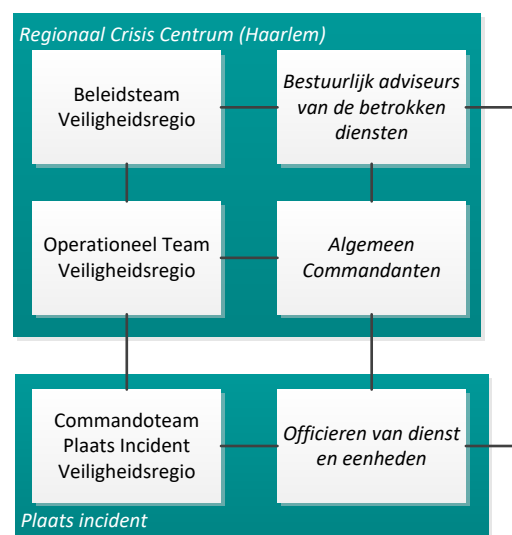 Regionaal Crisis Centrum (Haarlem)
Beleidsteam
Veiligheidsregio
Bestuurlijk adviseurs
van de betrokken
diensten
Operationeel Team
Veiligheidsregio
Algemeen
Commandanten
Commandoteam
Plaats Incident
Veiligheidsregio
Officieren van dienst
en eenheden
Plaats incident